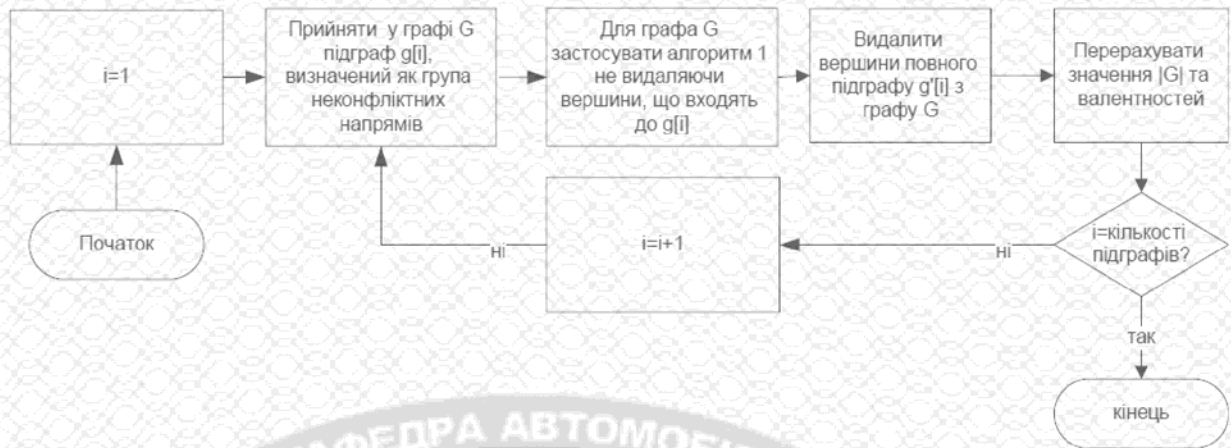 Початок
i=1
Прийняти у графі G
підграф g[i],
визначений як група
неконфліктних
напрямів
Для графа G
застосувати алгоритм 1
не видаляючи
вершини, що входять
до g[i]
Видалити
вершини повного
підграфу g'[i] з
графу G
Перерахувати
значення |G| та
валентностей
i=кількості
підграфів?
ні
i=i+1
ні
так
кінець
АФЕДРА АВТОМОБІ